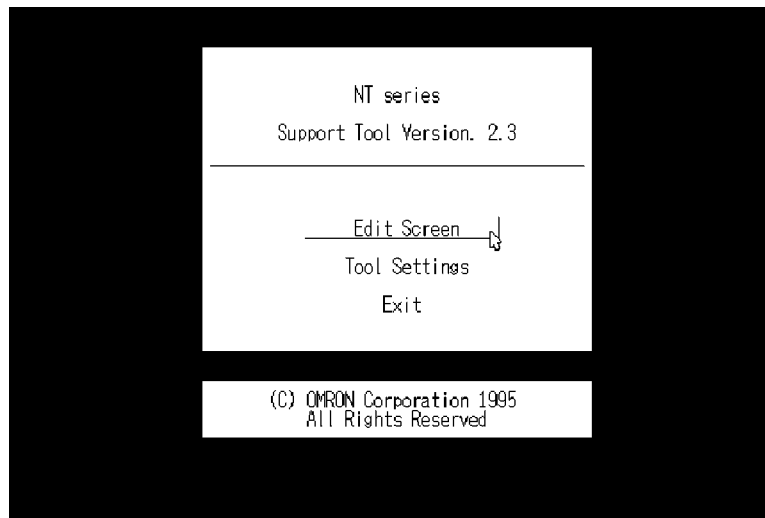 NT series
Support Tool Version. 2.3
Edit Screen
Tool Settings
Exit
(C) OMRON Corporation 1995
All Rights Reserved